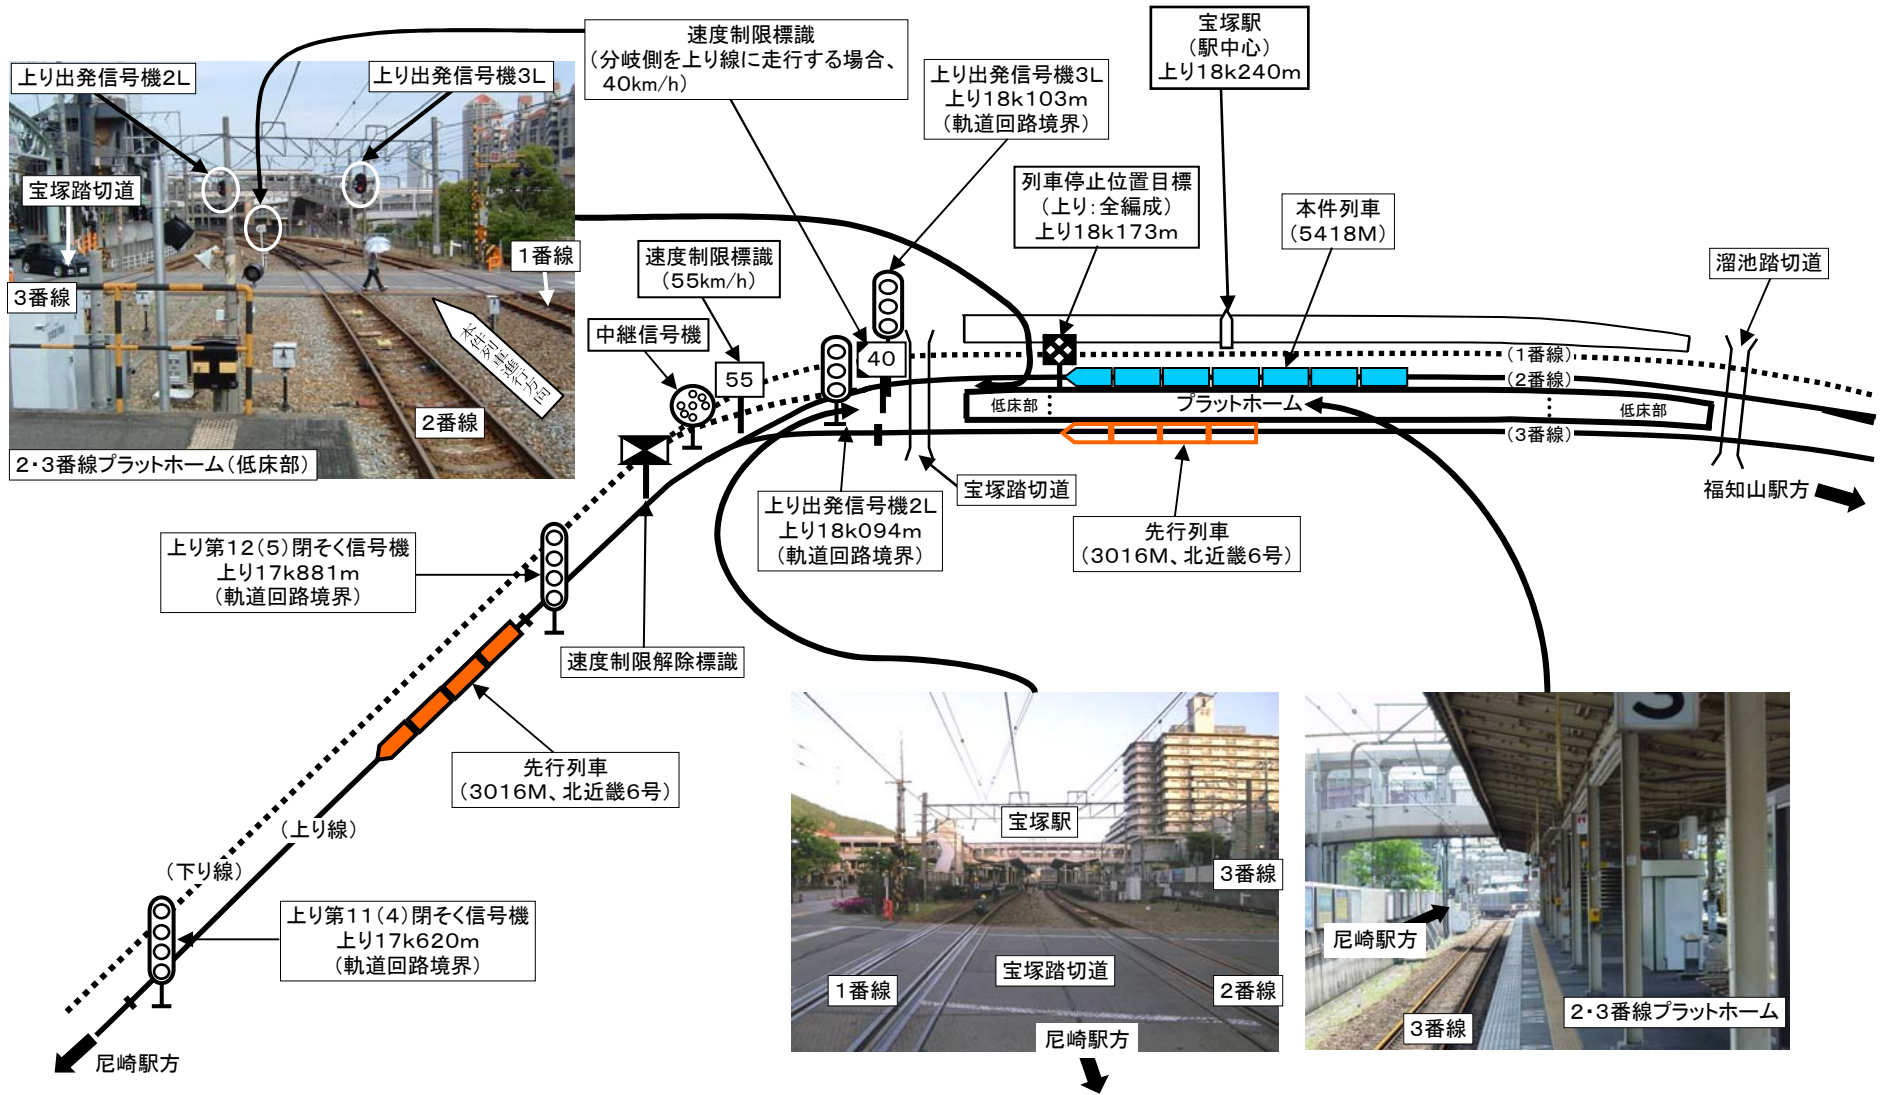 速度制限標識
(分岐側を上り線に走行する場合、
40km/h)
宝塚駅
(駅中心)
上り18k240m
上り出発信号機2L
上り出発信号機3L
宝塚踏切道
1番線
3番線
本件列車進行方向
2番線
2・3番線プラットホーム(低床部)
上り出発信号機3L
上り18k103m
(軌道回路境界)
列車停止位置目標
(上り:全編成)
上り18k173m
本件列車
(5418M)
溜池踏切道
速度制限標識
(55km/h)
中継信号機
55
40
(1番線)
(2番線)
低床部
プラットホーム
低床部
(3番線)
宝塚踏切道
福知山駅方
上り出発信号機2L
上り18k094m
(軌道回路境界)
先行列車
(3016M、北近畿6号)
上り第12(5)閉そく信号機
上り17k881m
(軌道回路境界)
速度制限解除標識
先行列車
(3016M、北近畿6号)
(上り線)
(下り線)
上り第11(4)閉そく信号機
上り17k620m
(軌道回路境界)
尼崎駅方
宝塚駅
3番線
宝塚踏切道
1番線
2番線
尼崎駅方
3
尼崎駅方
2・3番線プラットホーム
3番線